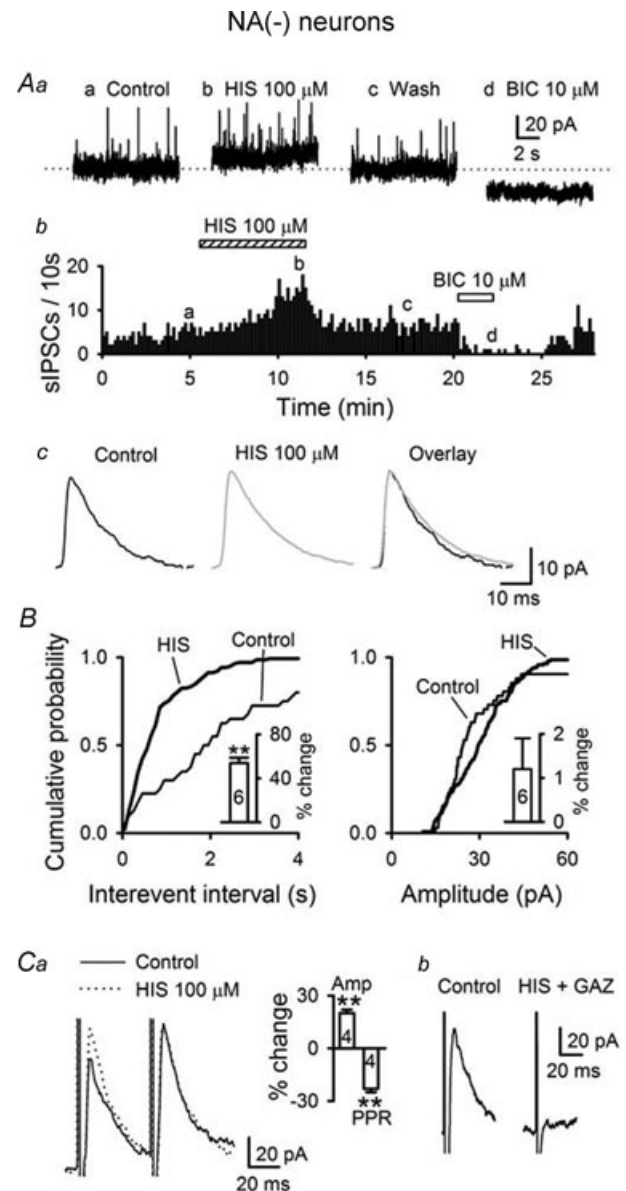 NA(-) neurons
Aa
a Control b HIS 100 μM c Wash d BIC 10 μM
20 pA
2 s
b
HIS 100 μM
BIC 10 μM
sIPSCs / 10s
20
10
0
a b c d
0 5 10 15 20 25
Time (min)
c
Control HIS 100 μM Overlay
10 pA
10 ms
B
Cumulative probability
1.0
0.5
0.0
HIS
Control
80
40
0
% change
**
6
0 2 4
Interevent interval (s)
1.0
0.5
0.0
HIS
Control
2
1
0
% change
6
0 30 60
Amplitude (pA)
Ca
Control
HIS 100 μM
20 pA
20 ms
% change
30
0
-30
Amp
**
4
4
**
PPR
b
Control HIS + GAZ
20 pA
20 ms